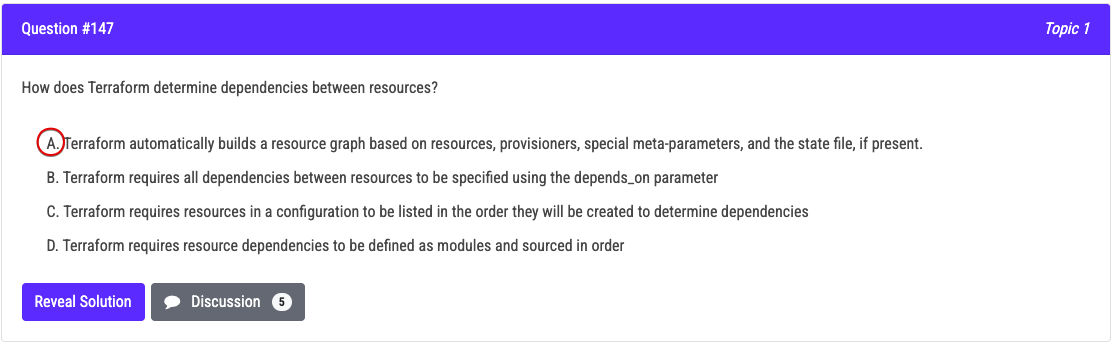 Question #147
Topic 1
How does Terraform determine dependencies between resources?
A. Terraform automatically builds a resource graph based on resources, provisioners, special meta-parameters, and the state file, if present.
B. Terraform requires all dependencies between resources to be specified using the depends_on parameter
C. Terraform requires resources in a configuration to be listed in the order they will be created to determine dependencies
D. Terraform requires resource dependencies to be defined as modules and sourced in order
Reveal Solution
Discussion 5